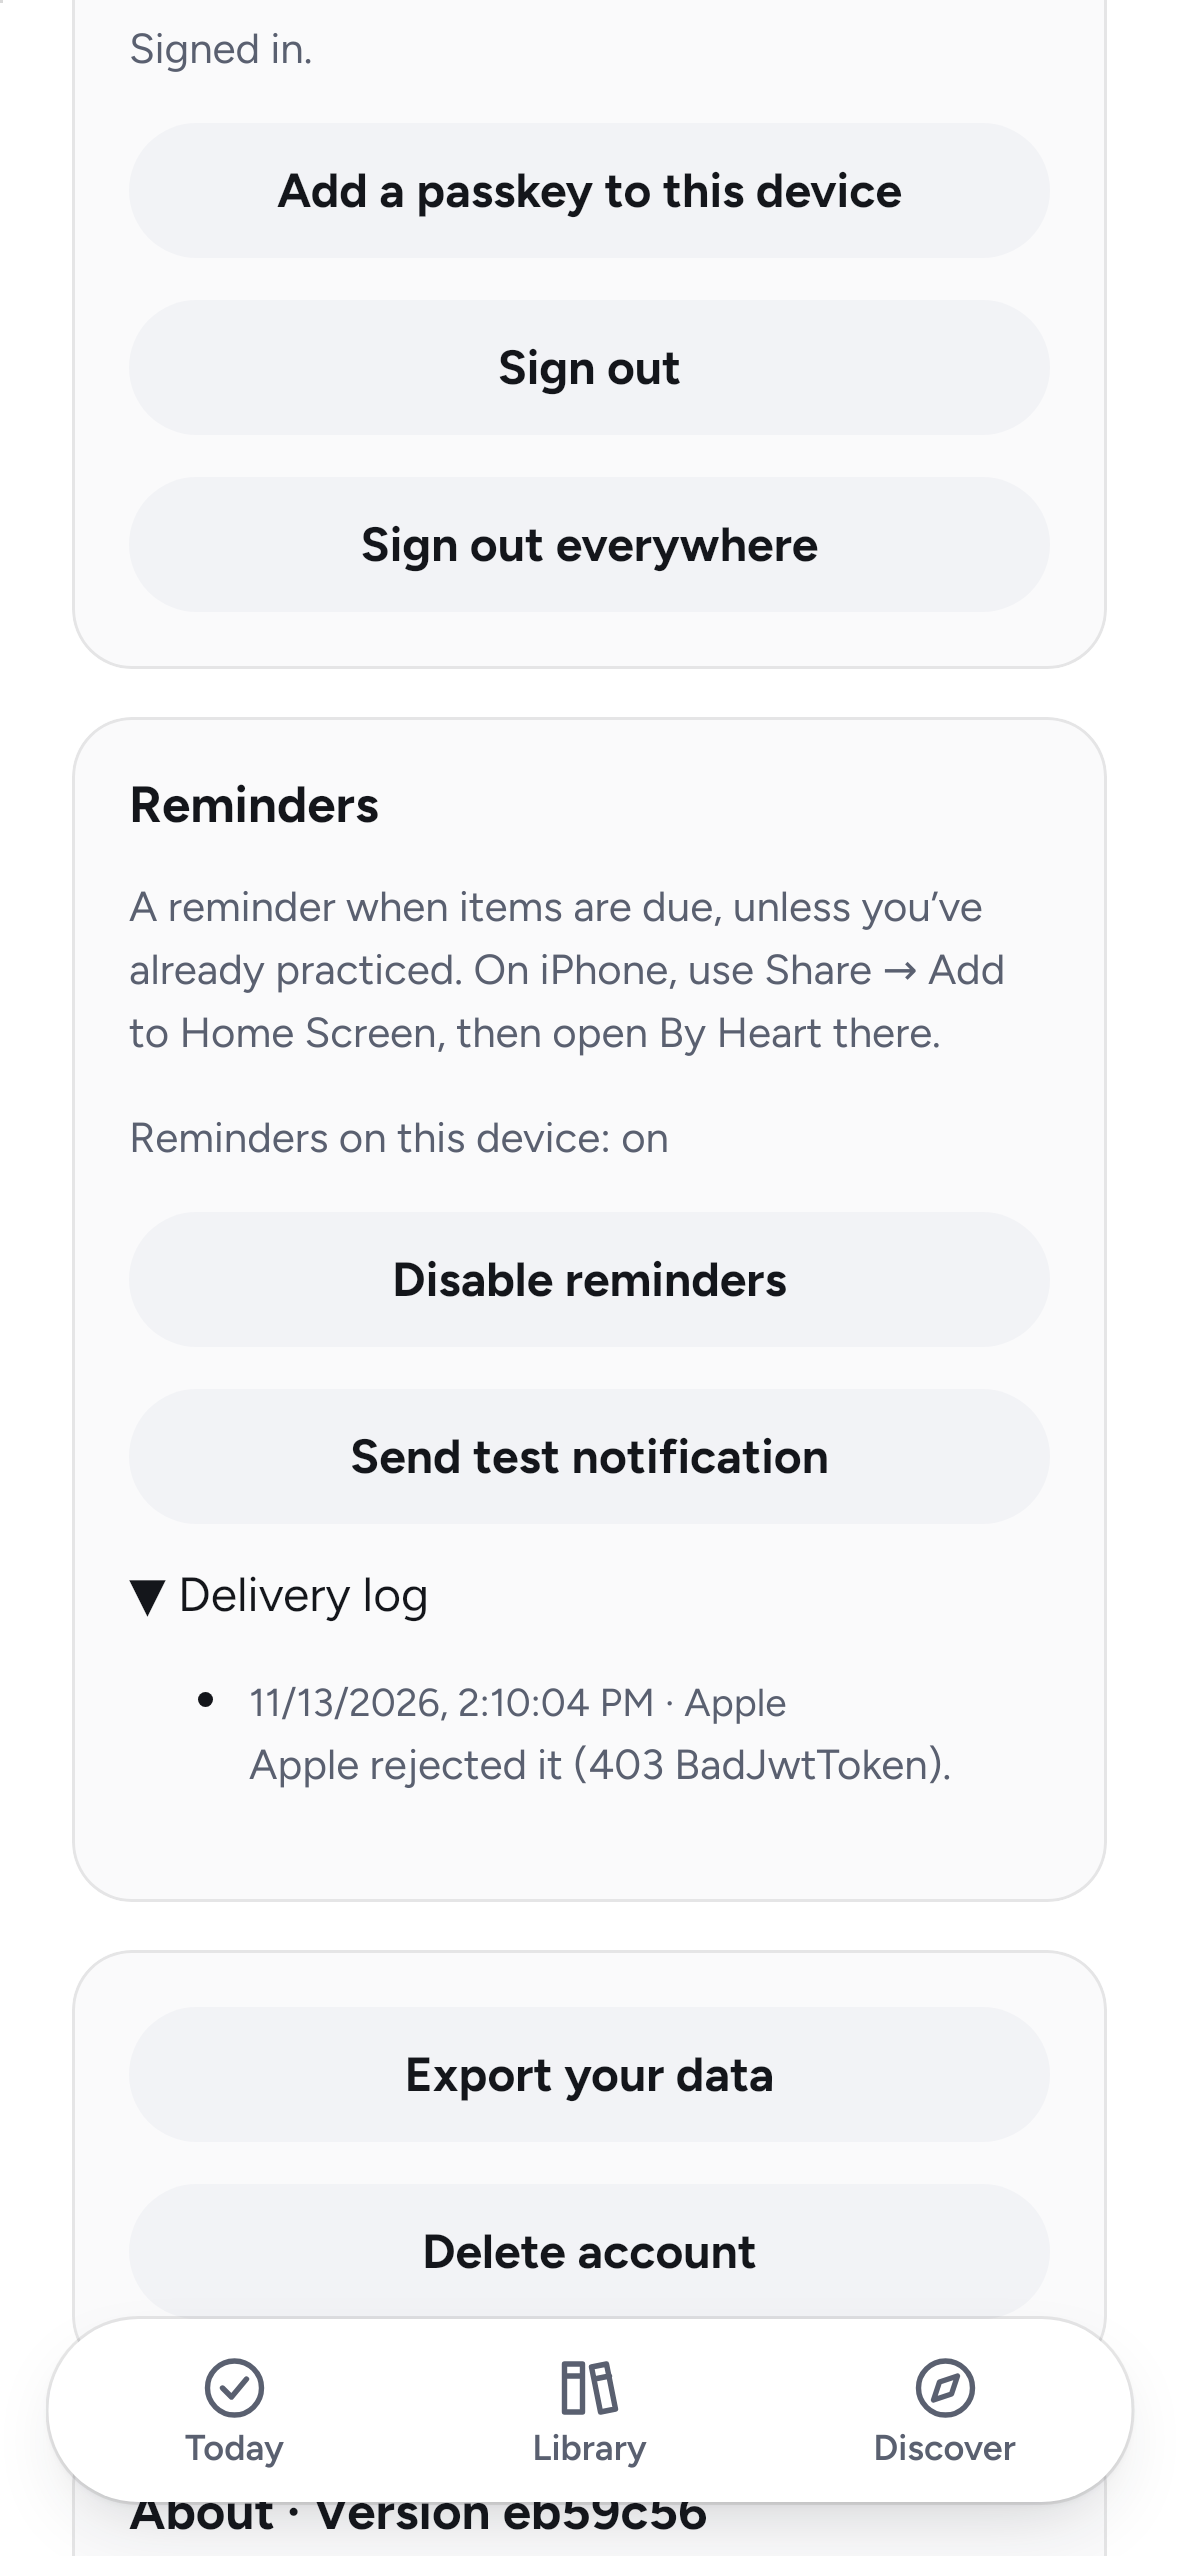 Signed in.
Add a passkey to this device
Sign out
Sign out everywhere
Reminders
A reminder when items are due, unless you’ve
already practiced. On iPhone, use Share → Add
to Home Screen, then open By Heart there.
Reminders on this device: on
Disable reminders
Send test notification
▼ Delivery log
• 11/13/2026, 2:10:04 PM · Apple
Apple rejected it (403 BadJwtToken).
Export your data
Delete account
Today
Library
Discover
About · Version eb59c56